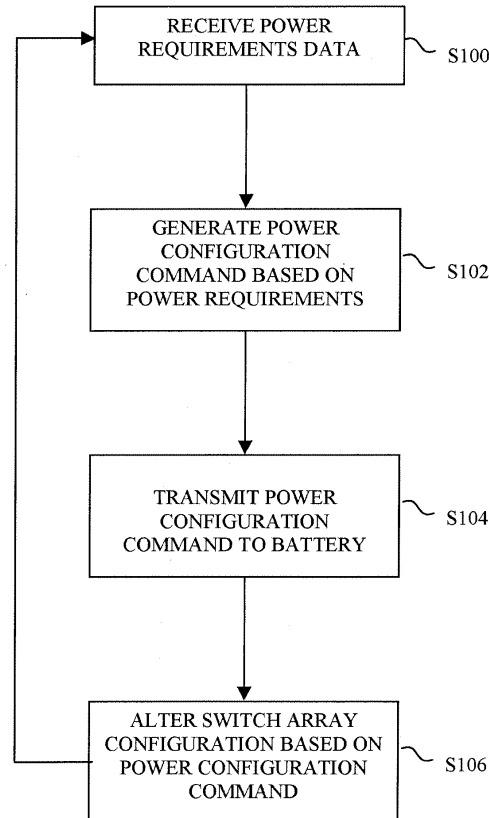 RECEIVE POWER
REQUIREMENTS DATA
S100
GENERATE POWER
CONFIGURATION
COMMAND BASED ON
POWER REQUIREMENTS
S102
TRANSMIT POWER
CONFIGURATION
COMMAND TO BATTERY
S104
ALTER SWITCH ARRAY
CONFIGURATION BASED ON
POWER CONFIGURATION
COMMAND
S106